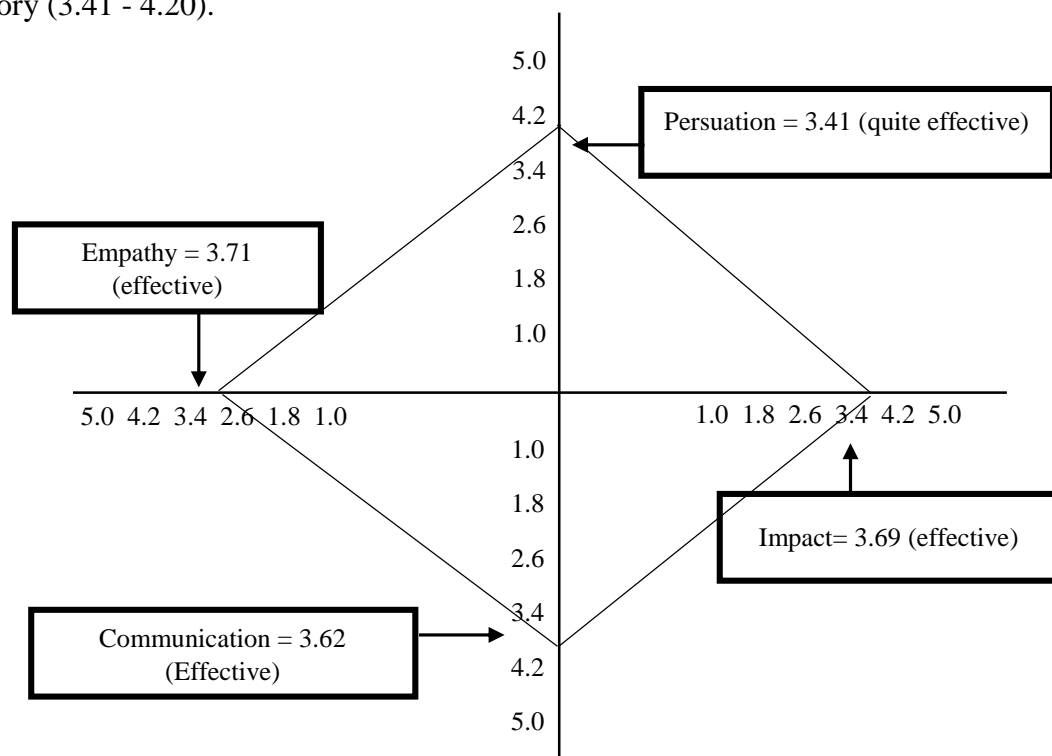 ory (3.41 - 4.20).
5.0
4.2
Persuation = 3.41 (quite effective)
3.4
2.6
Empathy = 3.71
(effective)
1.8
1.0
5.0 4.2 3.4 2.6 1.8 1.0
1.0 1.8 2.6 3.4 4.2 5.0
1.0
1.8
Impact= 3.69 (effective)
2.6
3.4
Communication = 3.62
(Effective)
4.2
5.0